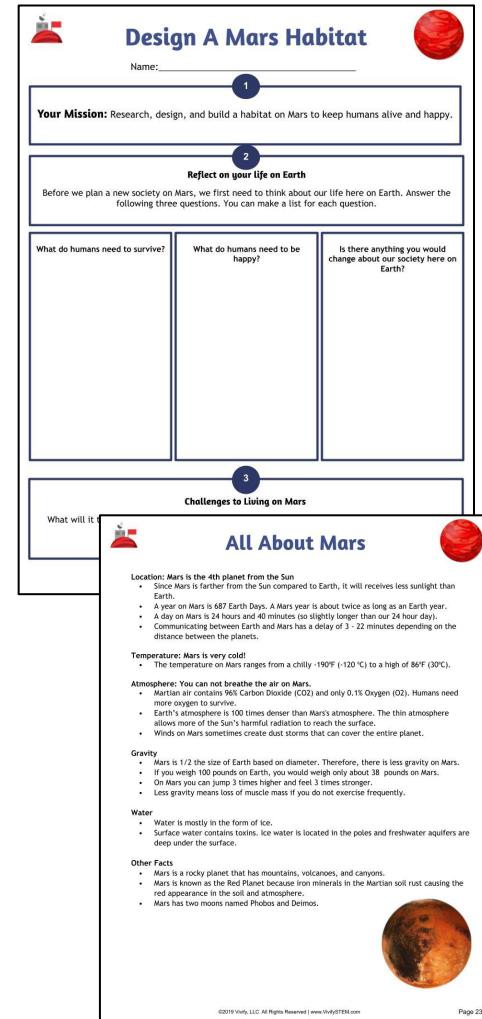 Design A Mars Habitat
Name:______________________________
1
Your Mission: Research, design, and build a habitat on Mars to keep humans alive and happy.
2
Reflect on your life on Earth
Before we plan a new society on Mars, we first need to think about our life here on Earth. Answer the
following three questions. You can make a list for each question.
What do humans need to survive?
What do humans need to be
happy?
Is there anything you would
change about our society here on
Earth?
3
Challenges to Living on Mars
What will it
All About Mars
Location: Mars is the 4th planet from the Sun
• Since Mars is farther from the Sun compared to Earth, it will receives less sunlight than
Earth.
• A year on Mars is 687 Earth Days. A Mars year is about twice as long as an Earth year.
• A day on Mars is 24 hours and 40 minutes (so slightly longer than our 24 hour day).
• Communicating between Earth and Mars has a delay of 3 - 22 minutes depending on the
distance between the planets.
Temperature: Mars is very cold!
• The temperature on Mars ranges from a chilly -190ºF (-120 ºC) to a high of 86ºF (30ºC).
Atmosphere: You can not breathe the air on Mars.
• Martian air contains 96% Carbon Dioxide (CO2) and only 0.1% Oxygen (O2). Humans need
more oxygen to survive.
• Earth’s atmosphere is 100 times denser than Mars's atmosphere. The thin atmosphere
allows more of the Sun’s harmful radiation to reach the surface.
• Winds on Mars sometimes create dust storms that can cover the entire planet.
Gravity
• Mars is 1/2 the size of Earth based on diameter. Therefore, there is less gravity on Mars.
• If you weigh 100 pounds on Earth, you would weigh only about 38 pounds on Mars.
• On Mars you can jump 3 times higher and feel 3 times stronger.
• Less gravity means loss of muscle mass if you do not exercise frequently.
Water
• Water is mostly in the form of ice.
• Surface water contains toxins. Ice water is located in the poles and freshwater aquifers are
deep under the surface.
Other Facts
• Mars is a rocky planet that has mountains, volcanoes, and canyons.
• Mars is known as the Red Planet because iron minerals in the Martian soil rust causing the
red appearance in the soil and atmosphere.
• Mars has two moons named Phobos and Deimos.
©2019 Vivify, LLC All Rights Reserved | www.VivifySTEM.com
Page 23